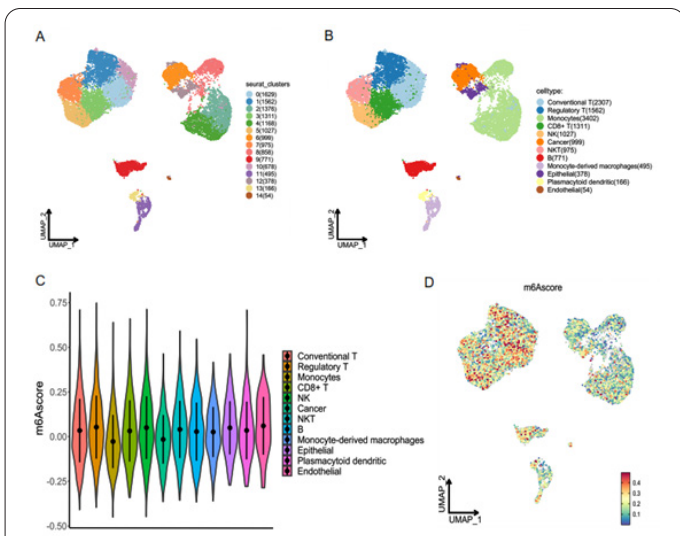 A
seurat_clusters
0(1629)
1(1562)
2(1376)
3(1311)
4(1168)
5(1027)
6(999)
7(975)
8(858)
9(771)
10(678)
11(495)
12(378)
13(166)
14(54)
UMAP_2
UMAP_1
B
celltype:
Conventional T(2307)
Regulatory T(1562)
Monocytes(3402)
CD8+ T(1311)
NK(1027)
Cancer(999)
NKT(975)
B(771)
Monocyte-derived macrophages(495)
Epithelial(378)
Plasmacytoid dendritic(166)
Endothelial(54)
UMAP_2
UMAP_1
C
m6Ascore
0.75
0.50
0.25
0.00
-0.25
-0.50
Conventional T
Regulatory T
Monocytes
CD8+ T
NK
Cancer
NKT
B
Monocyte-derived macrophages
Epithelial
Plasmacytoid dendritic
Endothelial
D
m6Ascore
UMAP_2
UMAP_1
0.4
0.3
0.2
0.1